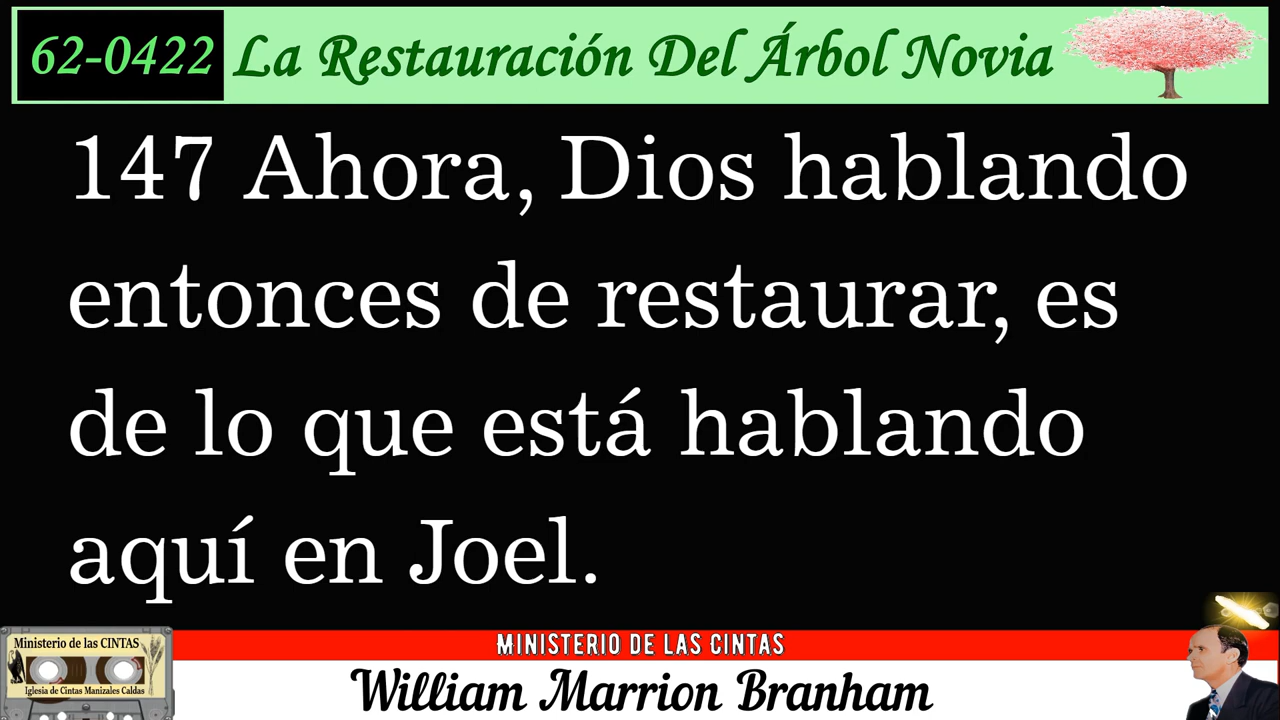 62-0422 La Restauración Del Árbol Novia
147 Ahora, Dios hablando
entonces de restaurar, es
de lo que está hablando
aquí en Joel.
Ministerio de las CINTAS
Iglesia de Cintas Manizales Caldas
MINISTERIO DE LAS CINTAS
William Marrion Branham